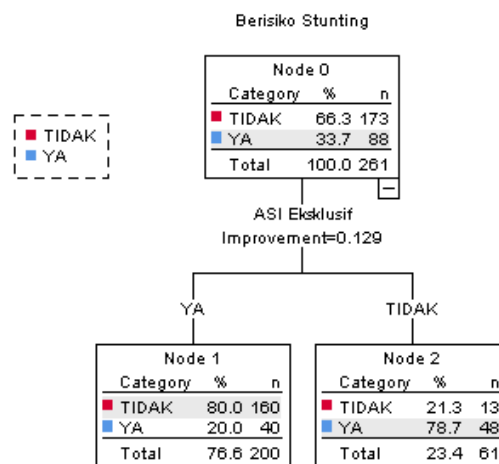 Berisiko Stunting
TIDAK
YA
Node 0
Category % n
TIDAK 66.3 173
YA 33.7 88
Total 100.0 261
ASI Eksklusif
Improvement=0.129
YA
TIDAK
Node 1
Category % n
TIDAK 80.0 160
YA 20.0 40
Total 76.6 200
Node 2
Category % n
TIDAK 21.3 13
YA 78.7 48
Total 23.4 61